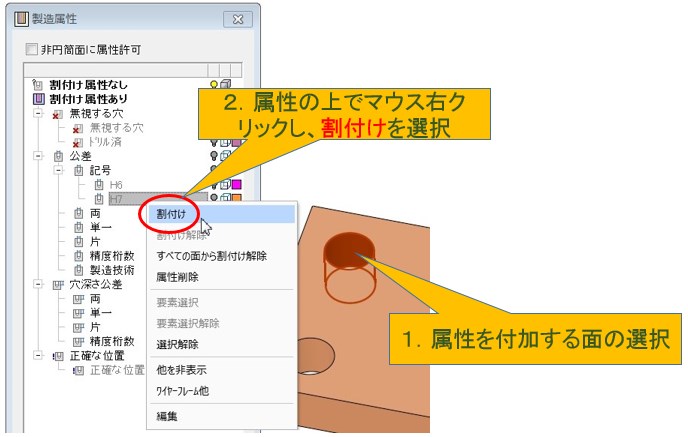 製造属性
非円筒面に属性許可
割付け属性なし
割付け属性あり
無視する穴
無視する穴
ドリル済
公差
記号
H6
H7
両
単一
片
精度桁数
製造技術
穴深さ公差
両
単一
片
精度桁数
正確な位置
正確な位置
割付け
割付け解除
すべての面から割付け解除
属性削除
要素選択
要素選択解除
選択解除
他を非表示
ワイヤーフレーム他
編集
2．属性の上でマウス右ク
リックし、割付けを選択
1．属性を付加する面の選択